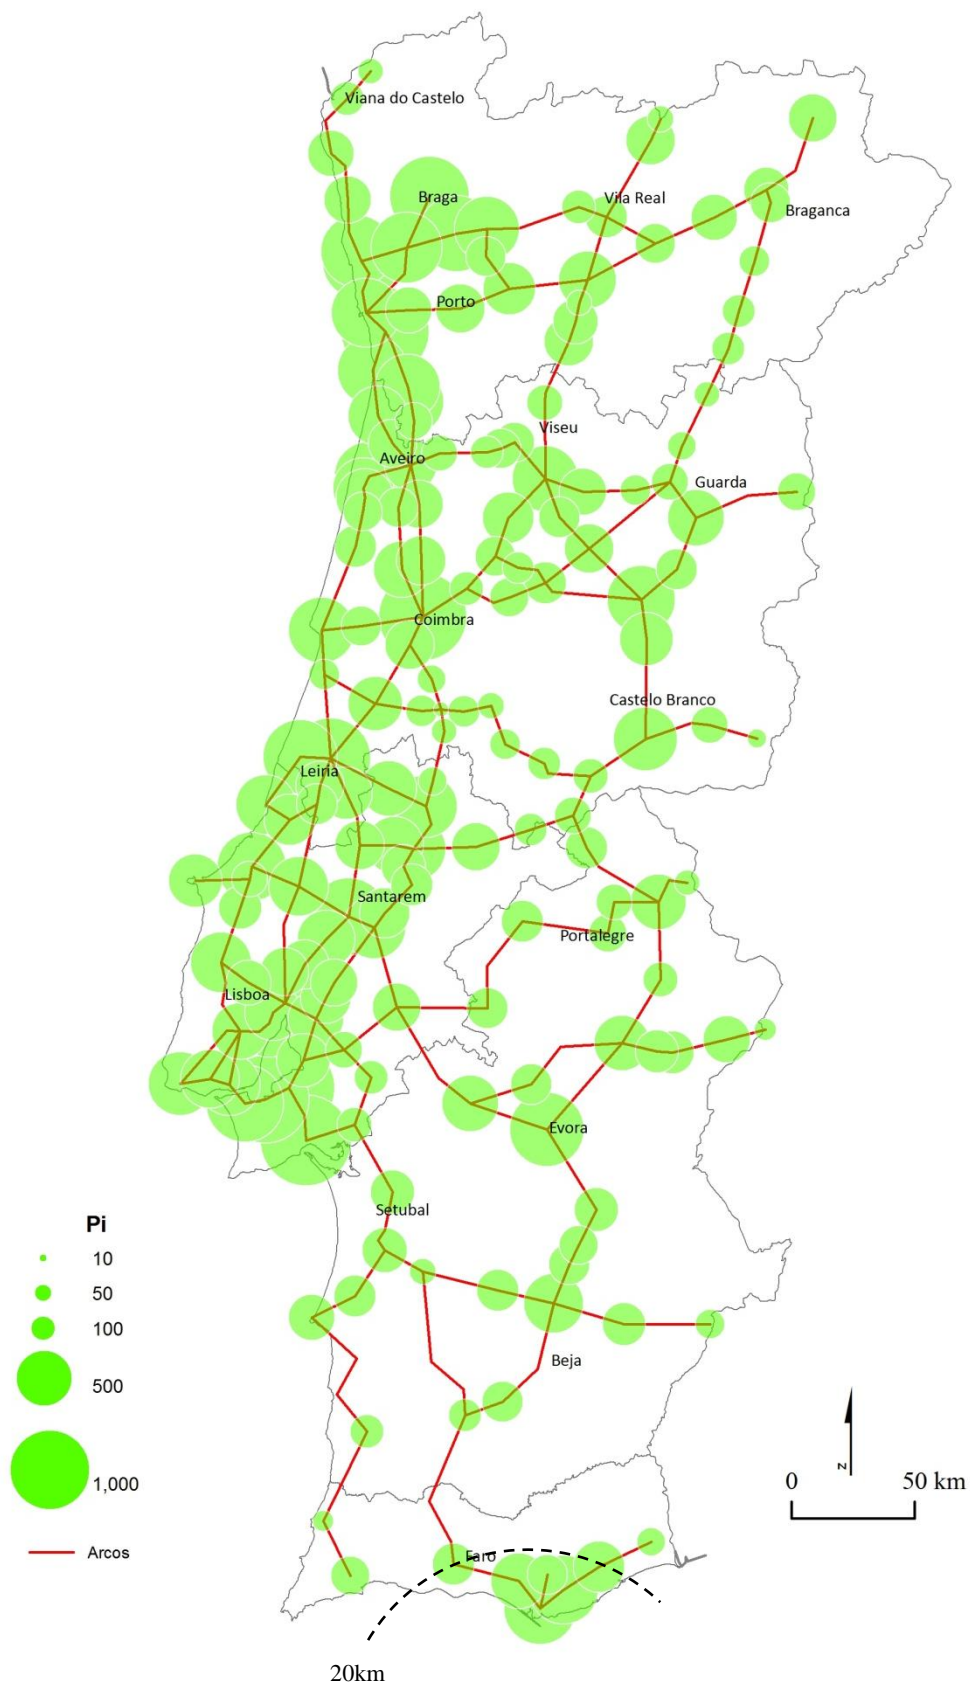 Viana do Castelo
Braga
Vila Real
Braganca
Porto
Viseu
Aveiro
Guarda
Coimbra
Castelo Branco
Leiria
Santarem
Portalegre
Lisboa
Evora
Setubal
Pi
10
50
100
500
1,000
Arcos
Beja
N
0 50 km
Faro
20km